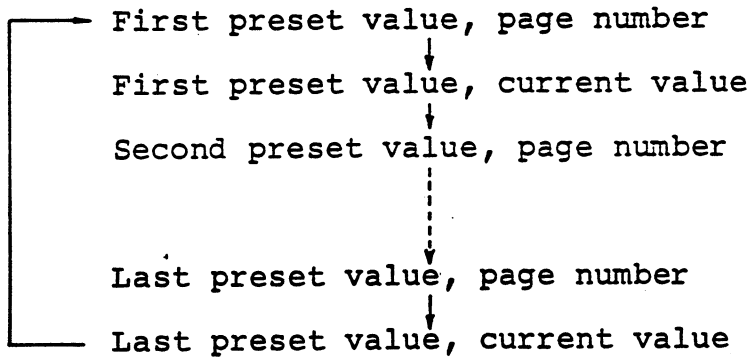 First preset value, page number
First preset value, current value
Second preset value, page number
Last preset value, page number
Last preset value, current value